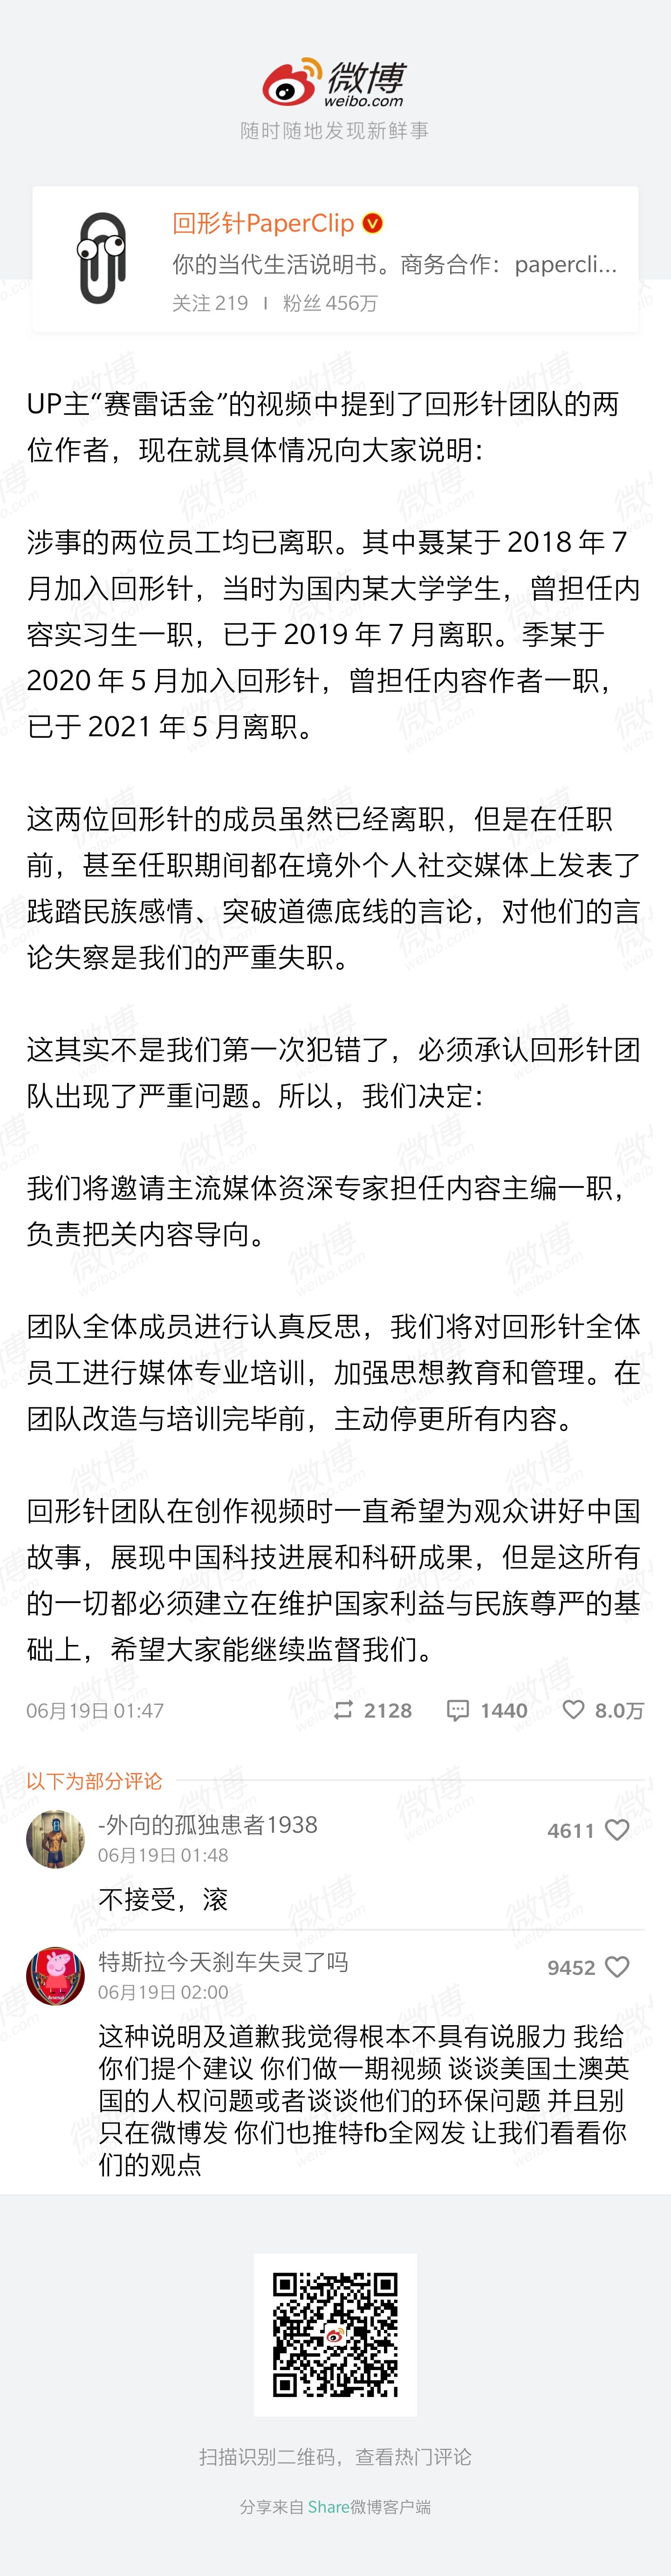 微博
weibo.com
随时随地发现新鲜事
回形针PaperClip
你的当代生活说明书。商务合作：papercli...
关注 219 | 粉丝 456万
UP主“赛雷话金”的视频中提到了回形针团队的两
位作者，现在就具体情况向大家说明：
涉事的两位员工均已离职。其中聂某于 2018 年 7
月加入回形针，当时为国内某大学学生，曾担任内
容实习生一职，已于 2019 年 7 月离职。季某于
2020 年 5 月加入回形针，曾担任内容作者一职，
已于 2021 年 5 月离职。
这两位回形针的成员虽然已经离职，但是在任职
前，甚至任职期间都在境外个人社交媒体上发表了
践踏民族感情、突破道德底线的言论，对他们的言
论失察是我们的严重失职。
这其实不是我们第一次犯错了，必须承认回形针团
队出现了严重问题。所以，我们决定：
我们将邀请主流媒体资深专家担任内容主编一职，
负责把关内容导向。
团队全体成员进行认真反思，我们将对回形针全体
员工进行媒体专业培训，加强思想教育和管理。在
团队改造与培训完毕前，主动停更所有内容。
回形针团队在创作视频时一直希望为观众讲好中国
故事，展现中国科技进展和科研成果，但是这所有
的一切都必须建立在维护国家利益与民族尊严的基
础上，希望大家能继续监督我们。
06月19日 01:47 2128 1440 8.0万
以下为部分评论
-外向的孤独患者1938 4611
06月19日 01:48
不接受，滚
特斯拉今天刹车失灵了吗 9452
06月19日 02:00
这种说明及道歉我觉得根本不具有说服力 我给
你们提个建议 你们做一期视频 谈谈美国土澳英
国的人权问题或者谈谈他们的环保问题 并且别
只在微博发 你们也推特fb全网发 让我们看看你
们的观点
扫描识别二维码，查看热门评论
分享来自 Share微博客户端